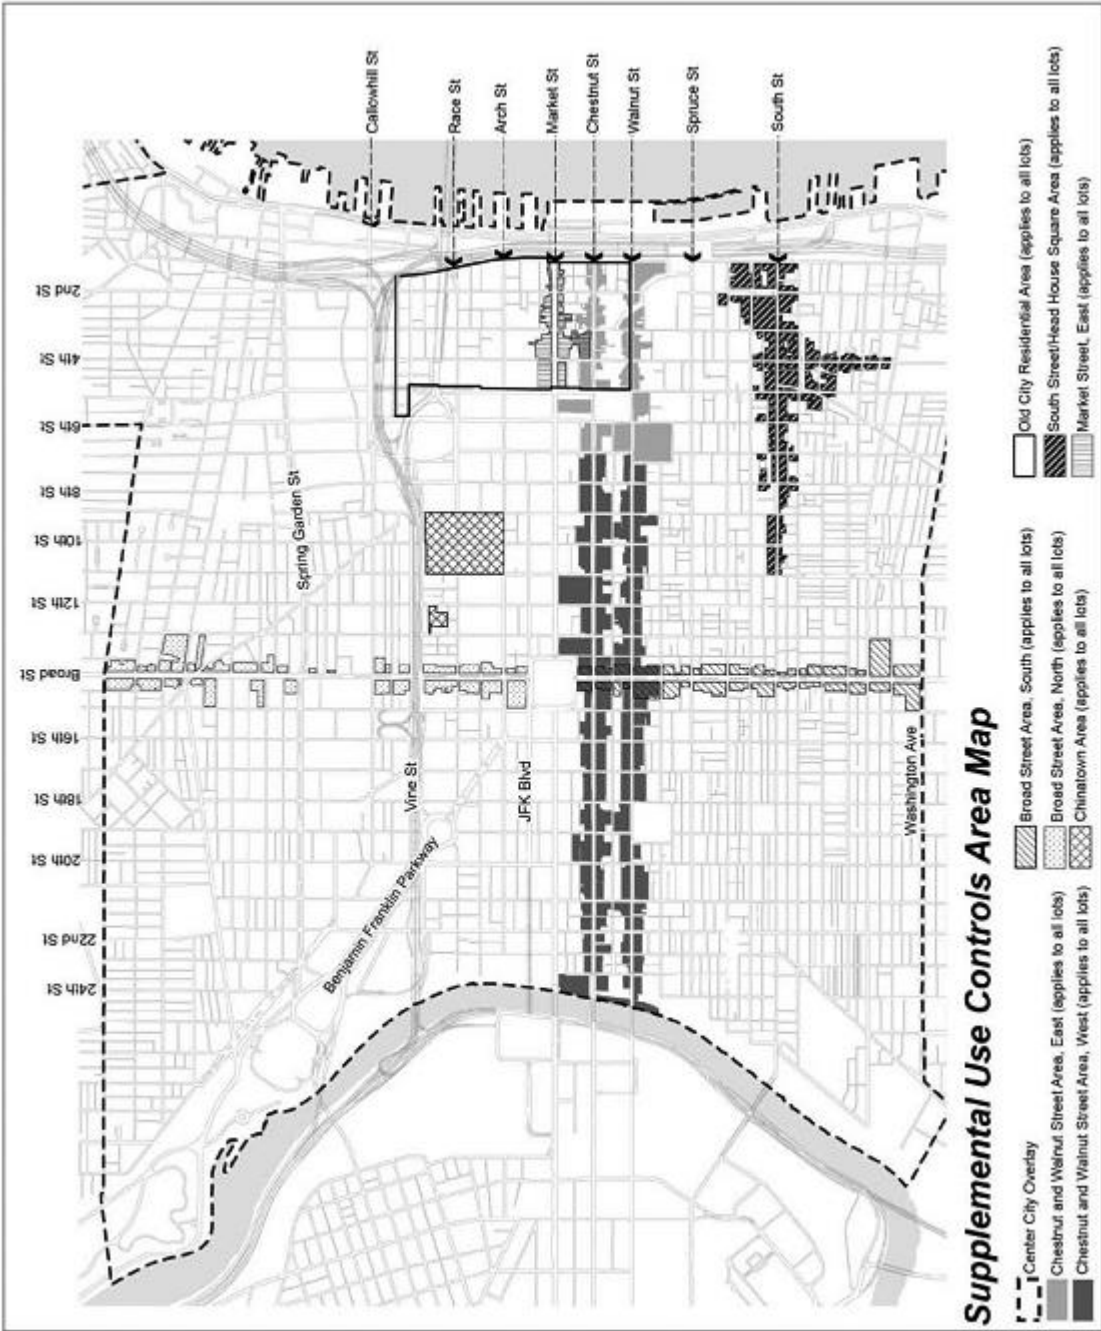 Callowhill St
Race St
Arch St
Market St
Chestnut St
Walnut St
Spruce St
South St
2nd St
4th St
6th St
8th St
10th St
12th St
Broad St
16th St
18th St
20th St
22nd St
24th St
Spring Garden St
Vine St
Benjamin Franklin Parkway
JFK Blvd
Washington Ave
Supplemental Use Controls Area Map
Center City Overlay
Chestnut and Walnut Street Area, East (applies to all lots)
Chestnut and Walnut Street Area, West (applies to all lots)
Broad Street Area, South (applies to all lots)
Broad Street Area, North (applies to all lots)
Chinatown Area (applies to all lots)
Old City Residential Area (applies to all lots)
South Street/Head House Square Area (applies to all lots)
Market Street, East (applies to all lots)